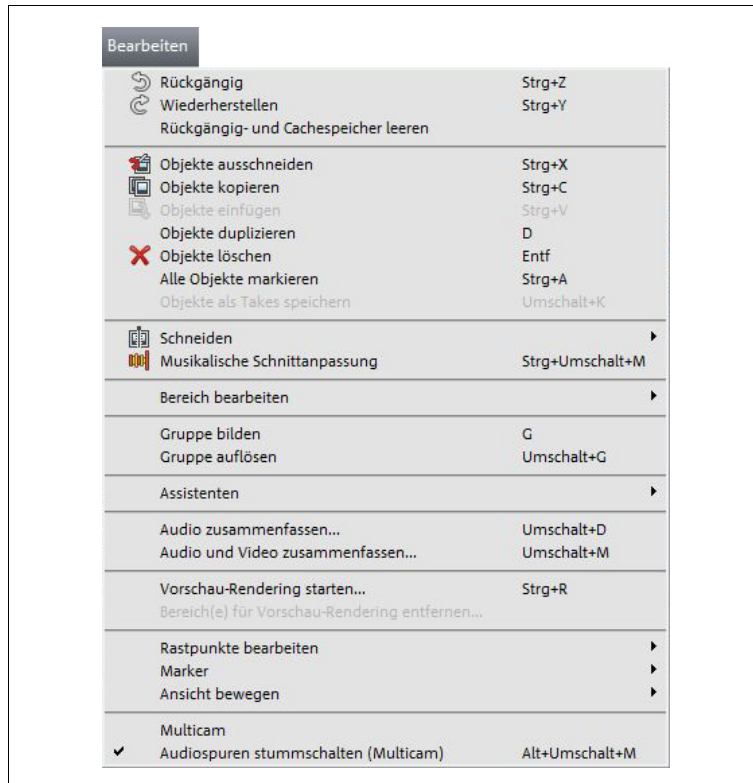 Bearbeiten
Rückgängig Strg+Z
Wiederherstellen Strg+Y
Rückgängig- und Cachespeicher leeren
Objekte ausschneiden Strg+X
Objekte kopieren Strg+C
Objekte einfügen Strg+V
Objekte duplizieren D
Objekte löschen Entf
Alle Objekte markieren Strg+A
Objekte als Takes speichern Umschalt+K
Schneiden
Musikalische Schnittanpassung Strg+Umschalt+M
Bereich bearbeiten
Gruppe bilden G
Gruppe auflösen Umschalt+G
Assistenten
Audio zusammenfassen... Umschalt+D
Audio und Video zusammenfassen... Umschalt+M
Vorschau-Rendering starten... Strg+R
Bereich(e) für Vorschau-Rendering entfernen...
Rastpunkte bearbeiten
Marker
Ansicht bewegen
Multicam
Audiospuren stummschalten (Multicam) Alt+Umschalt+M